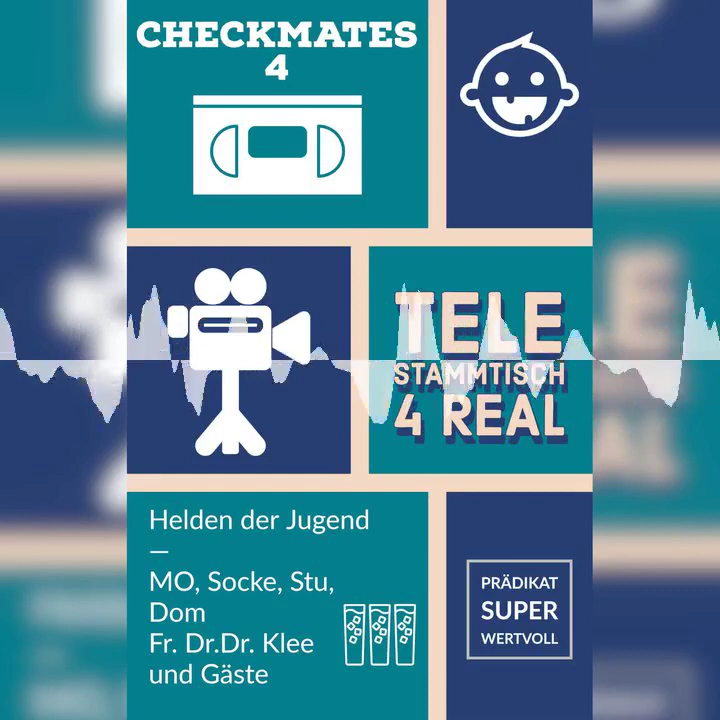 CHECKMATES
4
TELE
STAMMTISCH
4 REAL
Helden der Jugend
—
MO, Socke, Stu,
Dom
Fr. Dr.Dr. Klee
und Gäste
PRÄDIKAT
SUPER
WERTVOLL